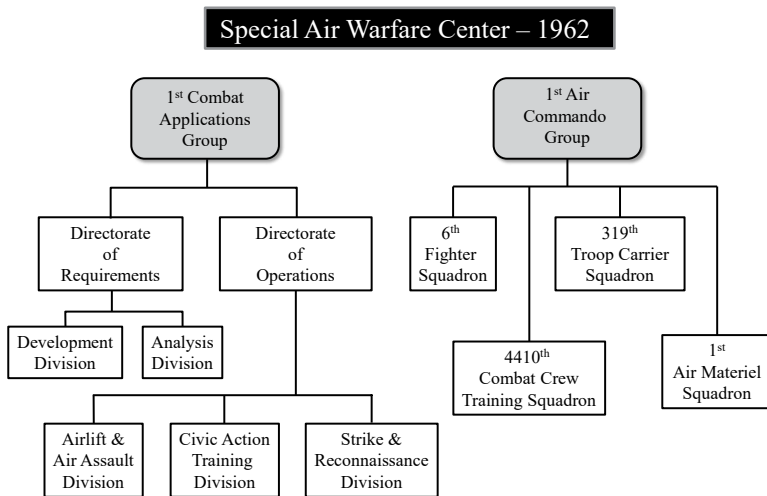 Special Air Warfare Center – 1962
1st Combat
Applications
Group
1st Air
Commando
Group
Directorate
of
Requirements
Directorate
of
Operations
6th
Fighter
Squadron
319th
Troop Carrier
Squadron
Development
Division
Analysis
Division
4410th
Combat Crew
Training Squadron
1st
Air Materiel
Squadron
Airlift &
Air Assault
Division
Civic Action
Training
Division
Strike &
Reconnaissance
Division